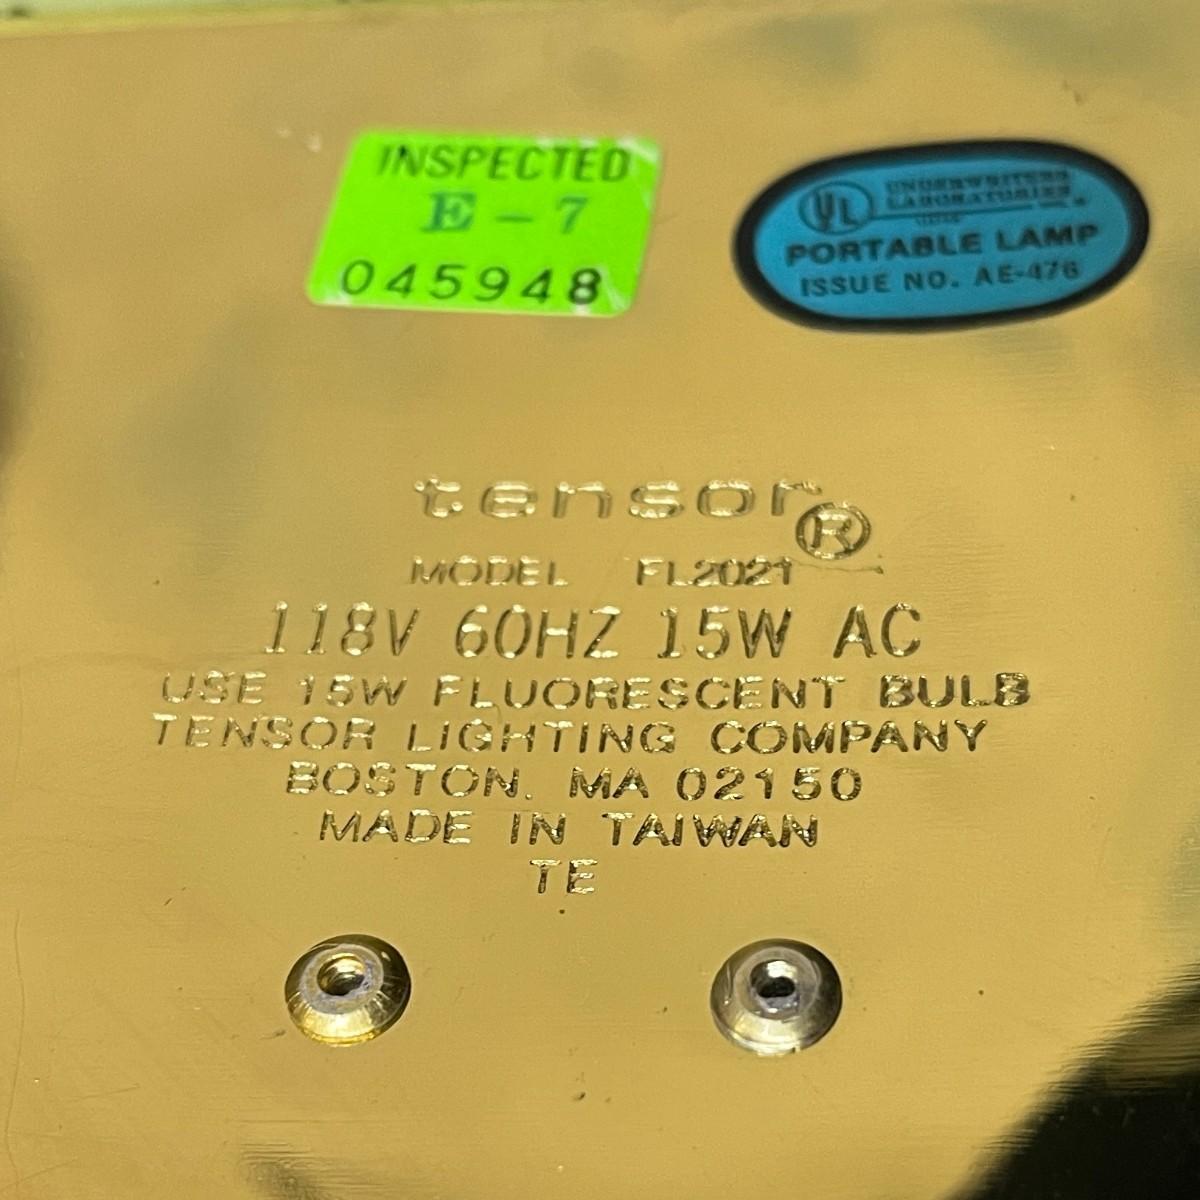 INSPECTED
E-7
045948
UL UNDERWRITERS
LABORATORIES
PORTABLE LAMP
ISSUE NO. AE-476
tensor®
MODEL FL2021
118V 60HZ 15W AC
USE 15W FLUORESCENT BULB
TENSOR LIGHTING COMPANY
BOSTON, MA 02150
MADE IN TAIWAN
TE